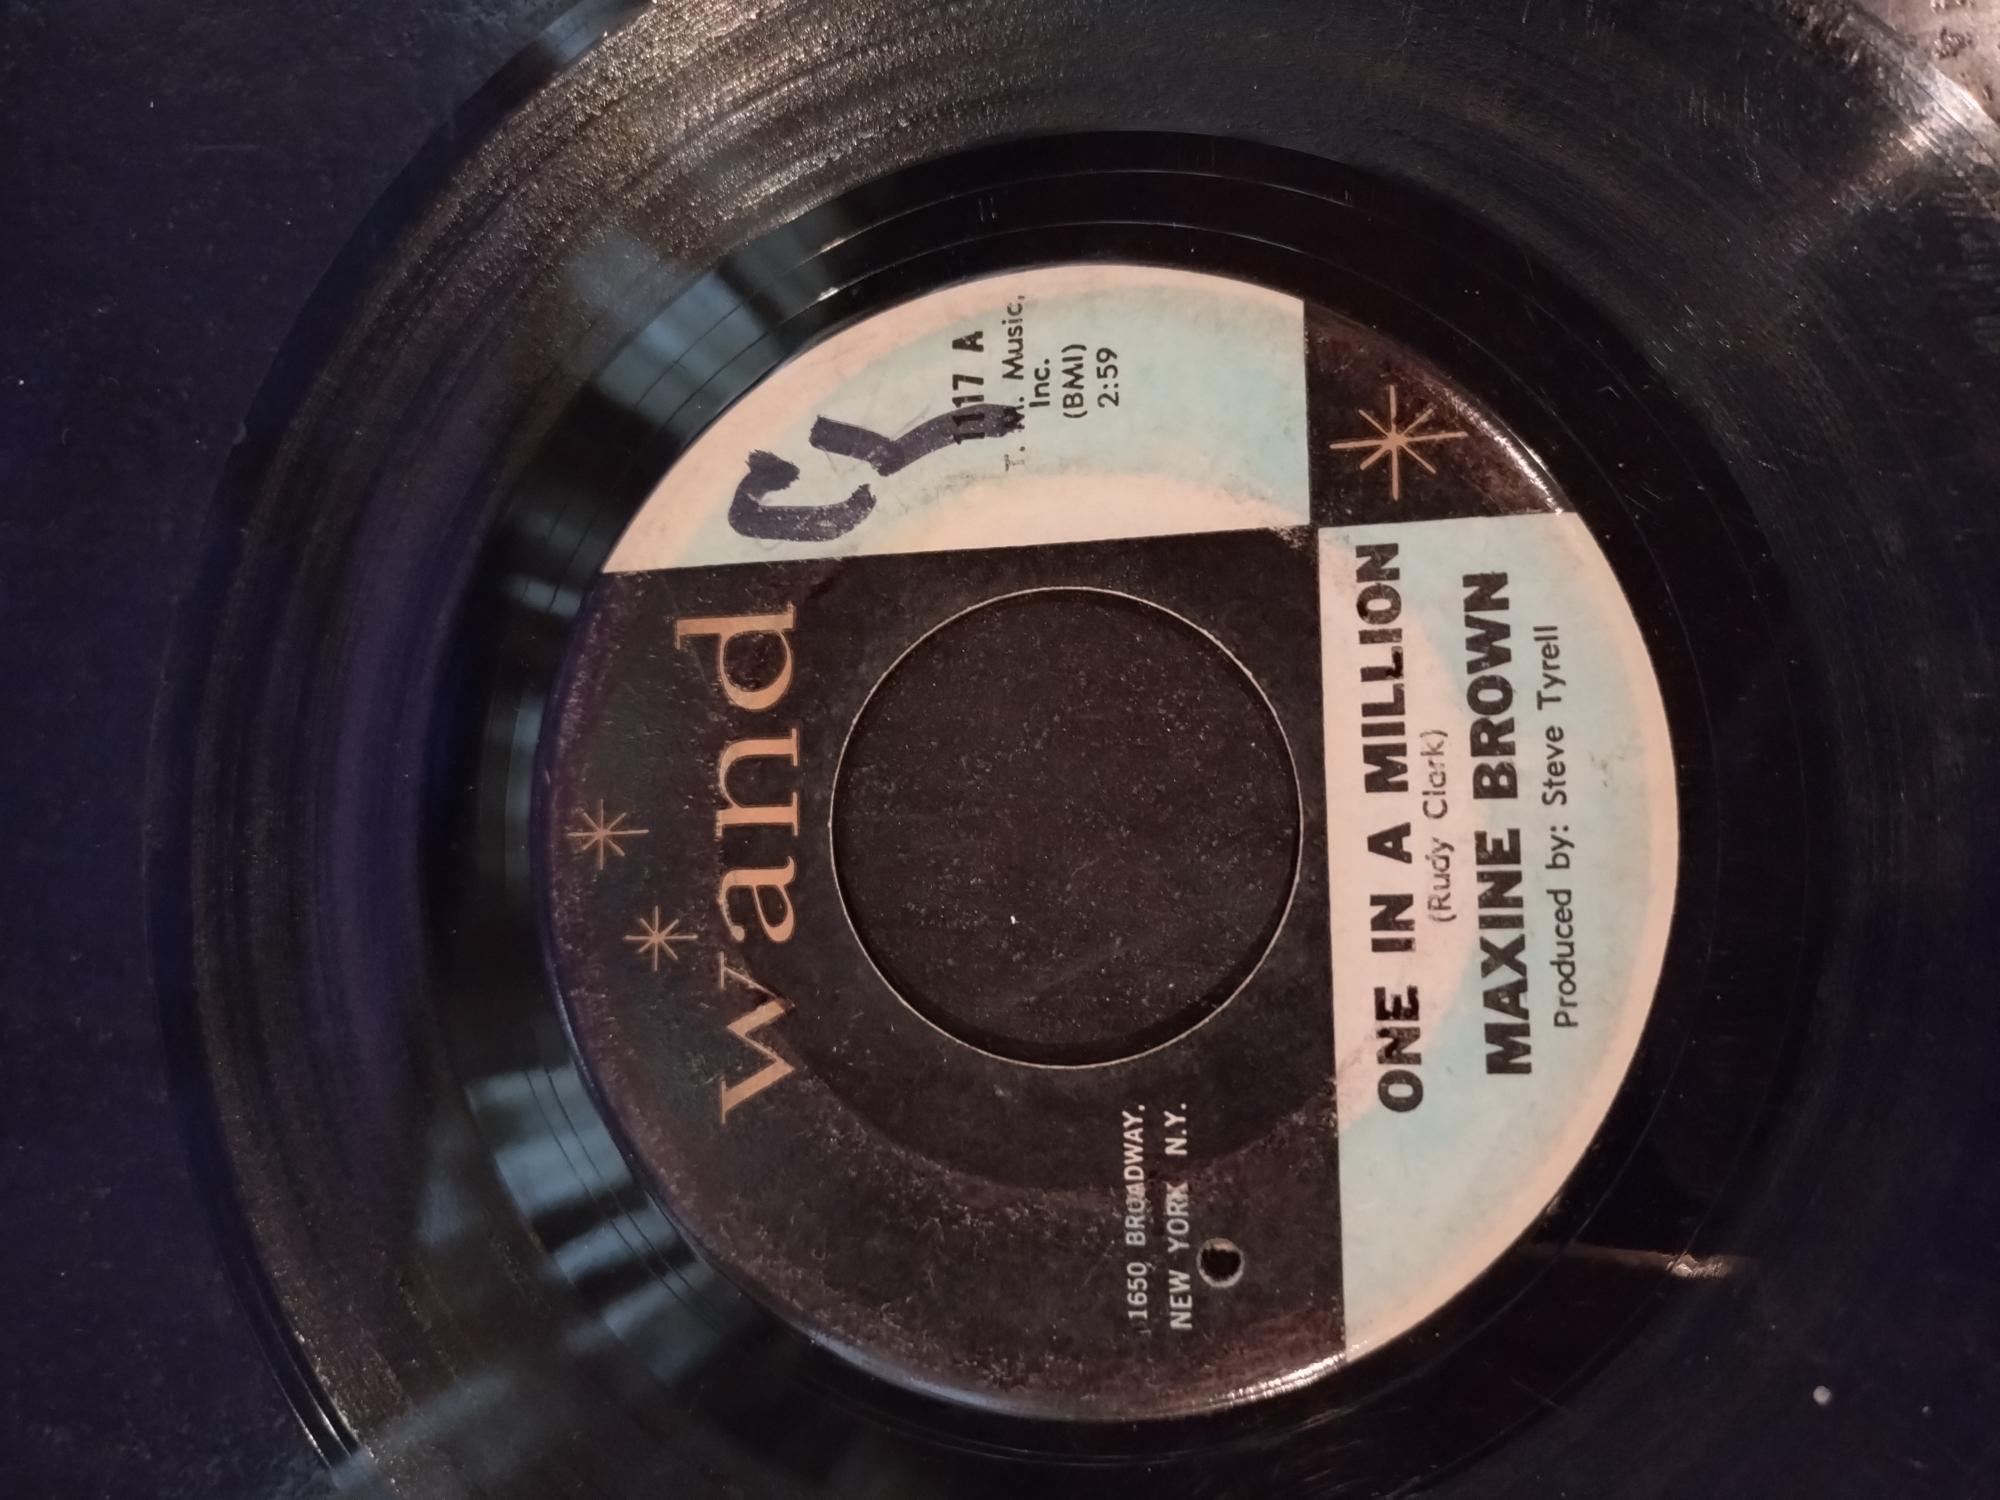 wand
1117 A
T. M. Music,
Inc.
(BMI)
2:59
1650 BROADWAY.
NEW YORK N.Y.
ONE IN A MILLION
(Rudy Clark)
MAXINE BROWN
Produced by: Steve Tyrell